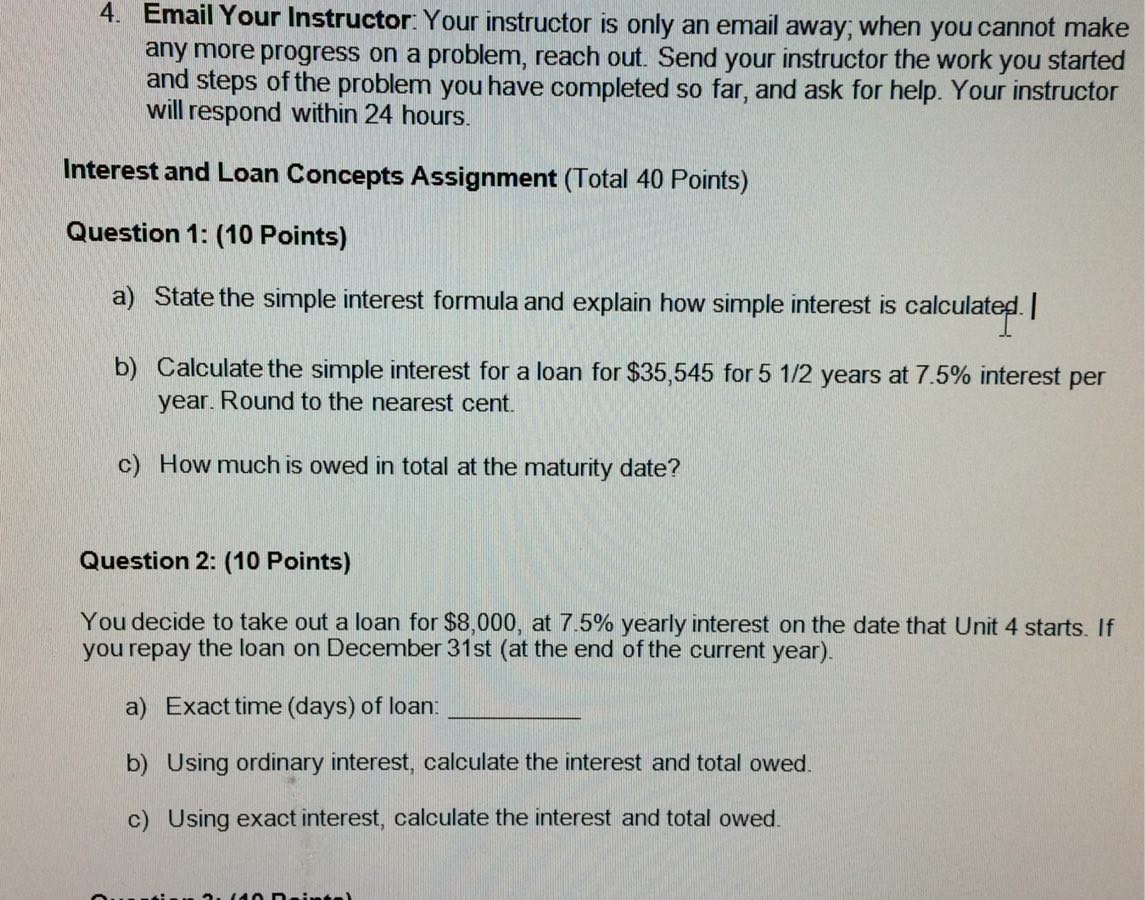 4. Email Your Instructor: Your instructor is only an email away; when you cannot make
any more progress on a problem, reach out. Send your instructor the work you started
and steps of the problem you have completed so far, and ask for help. Your instructor
will respond within 24 hours.
Interest and Loan Concepts Assignment (Total 40 Points)
Question 1: (10 Points)
a) State the simple interest formula and explain how simple interest is calculated.
b) Calculate the simple interest for a loan for $35,545 for 5 1/2 years at 7.5% interest per
year. Round to the nearest cent.
c) How much is owed in total at the maturity date?
Question 2: (10 Points)
You decide to take out a loan for $8,000, at 7.5% yearly interest on the date that Unit 4 starts. If
you repay the loan on December 31st (at the end of the current year).
a) Exact time (days) of loan: __________
b) Using ordinary interest, calculate the interest and total owed.
c) Using exact interest, calculate the interest and total owed.
Question 3: (10 Points)